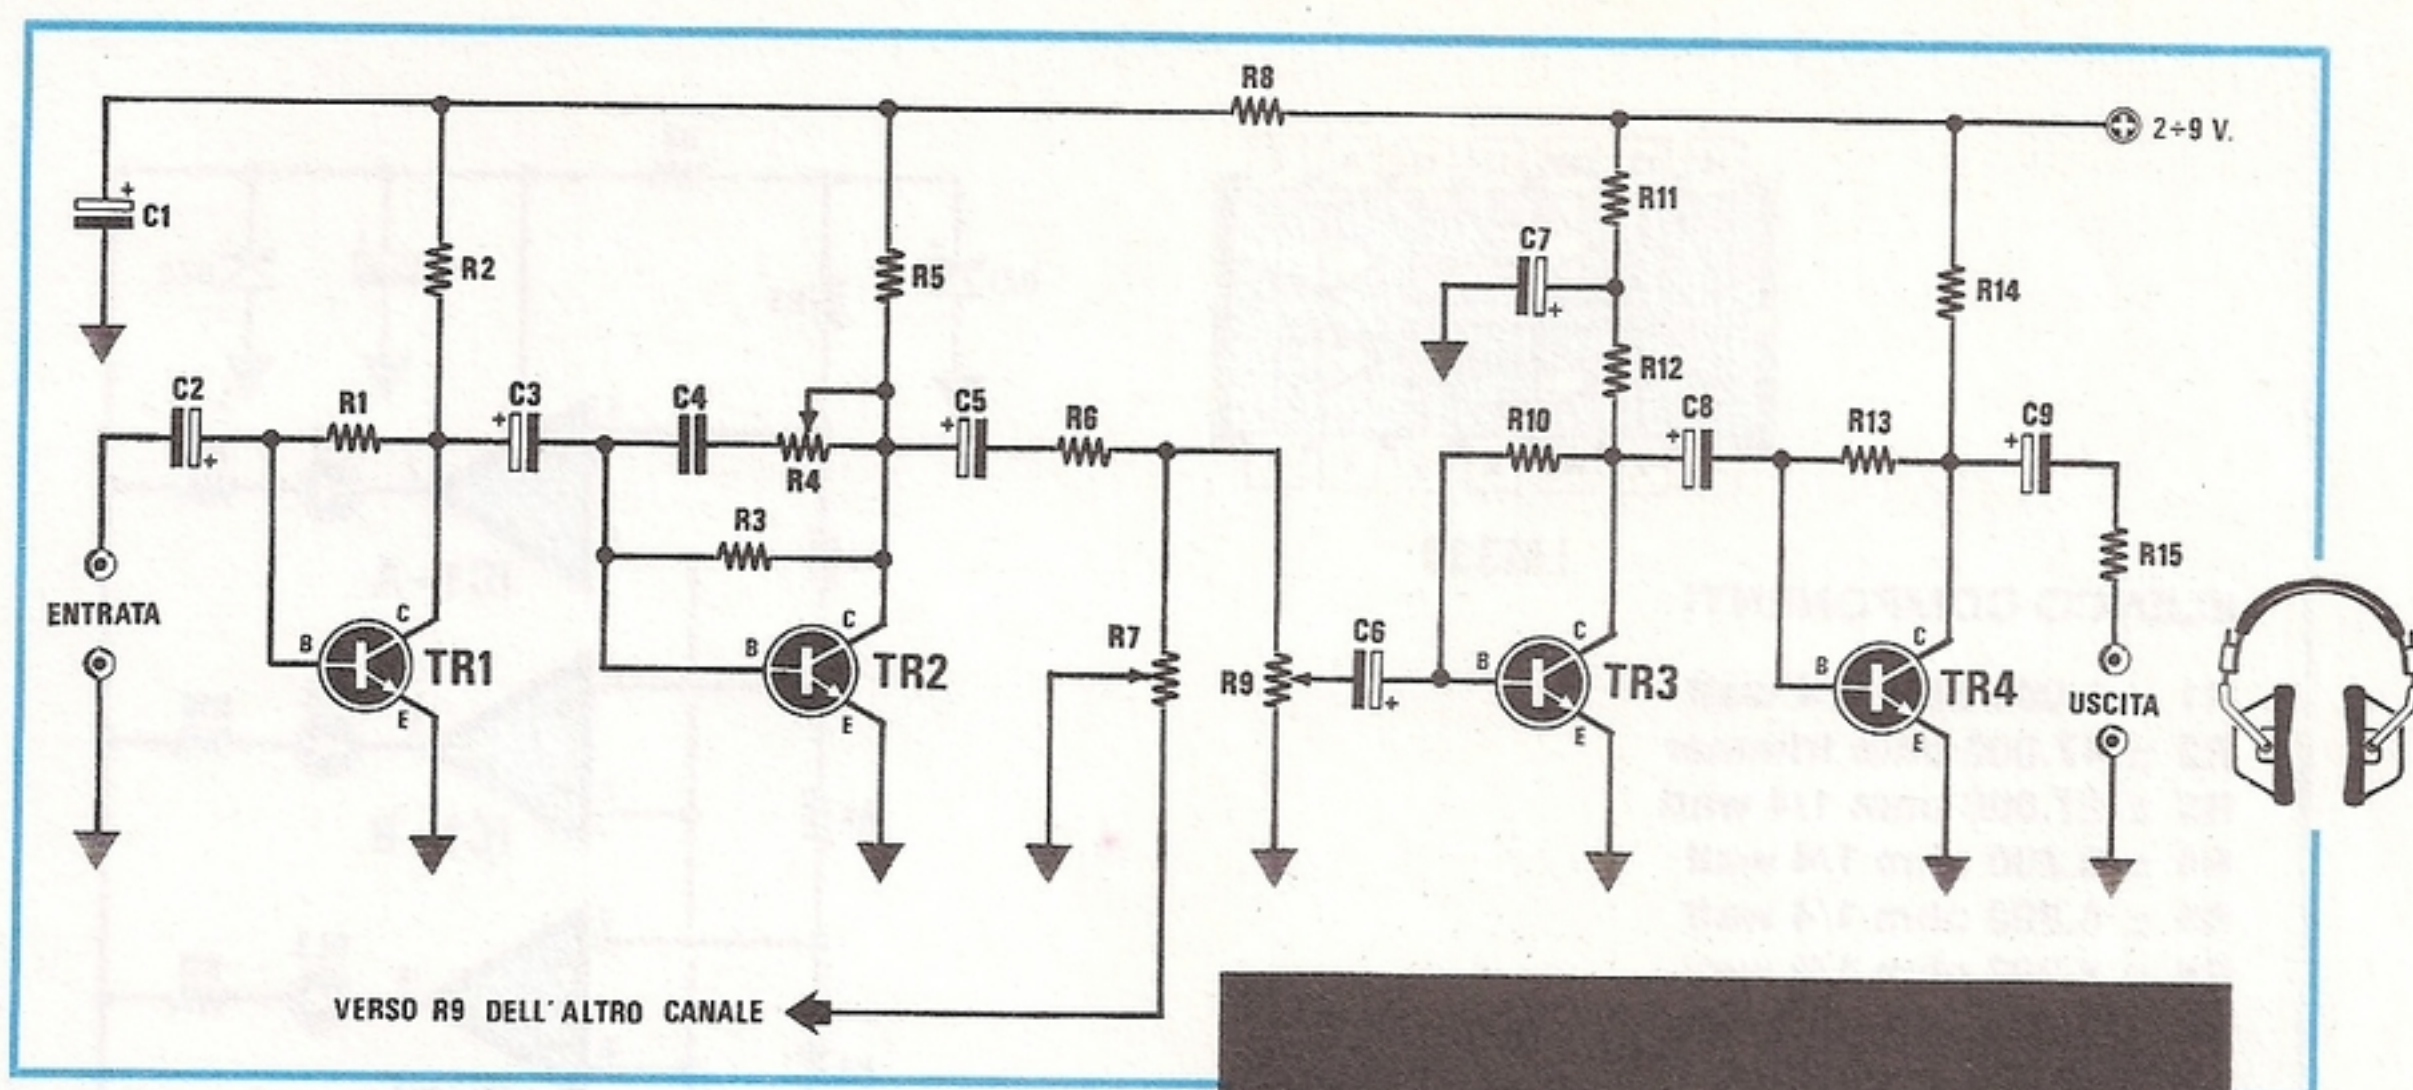 R8
2÷9 V.
C1
R2
R5
R11
C7
R14
R12
C2
R1
C3
C4
R4
C5
R6
R10
C8
R13
C9
R3
R15
ENTRATA
B
C
E
TR1
B
C
E
TR2
R7
R9
C6
B
C
E
TR3
B
C
E
TR4
USCITA
VERSO R9 DELL'ALTRO CANALE